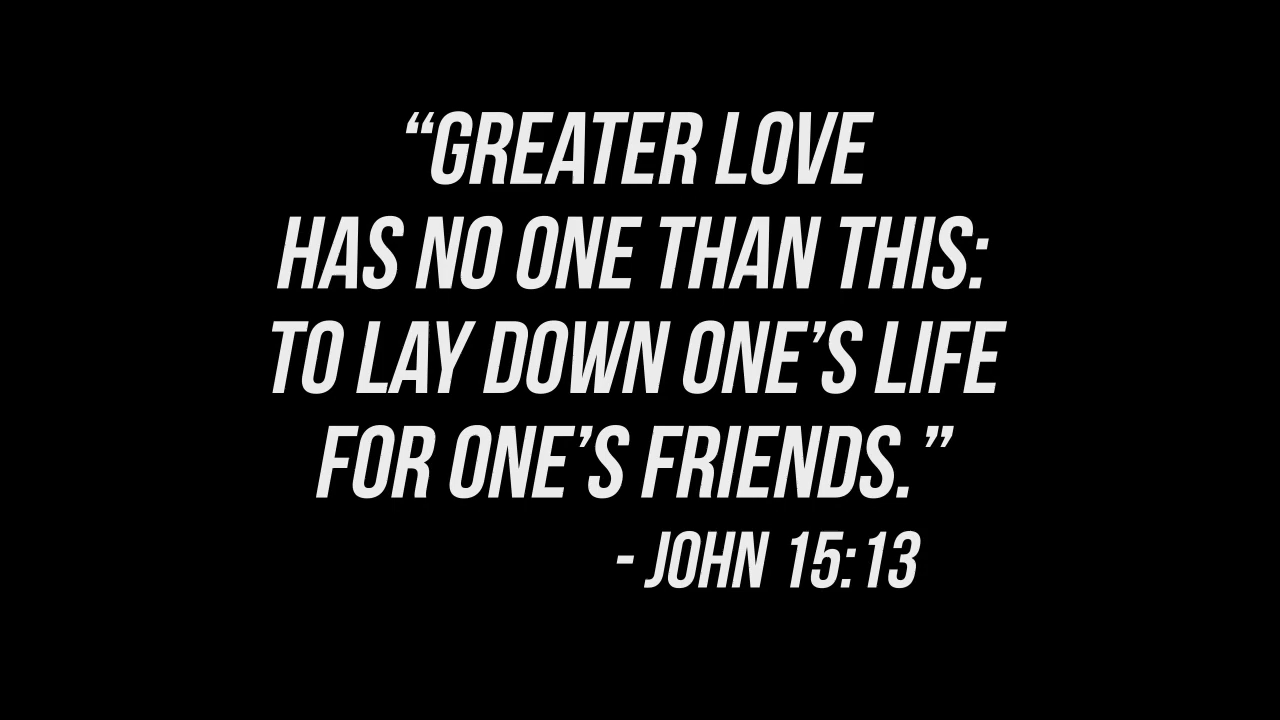 “GREATER LOVE
HAS NO ONE THAN THIS:
TO LAY DOWN ONE’S LIFE
FOR ONE’S FRIENDS.”
- JOHN 15:13